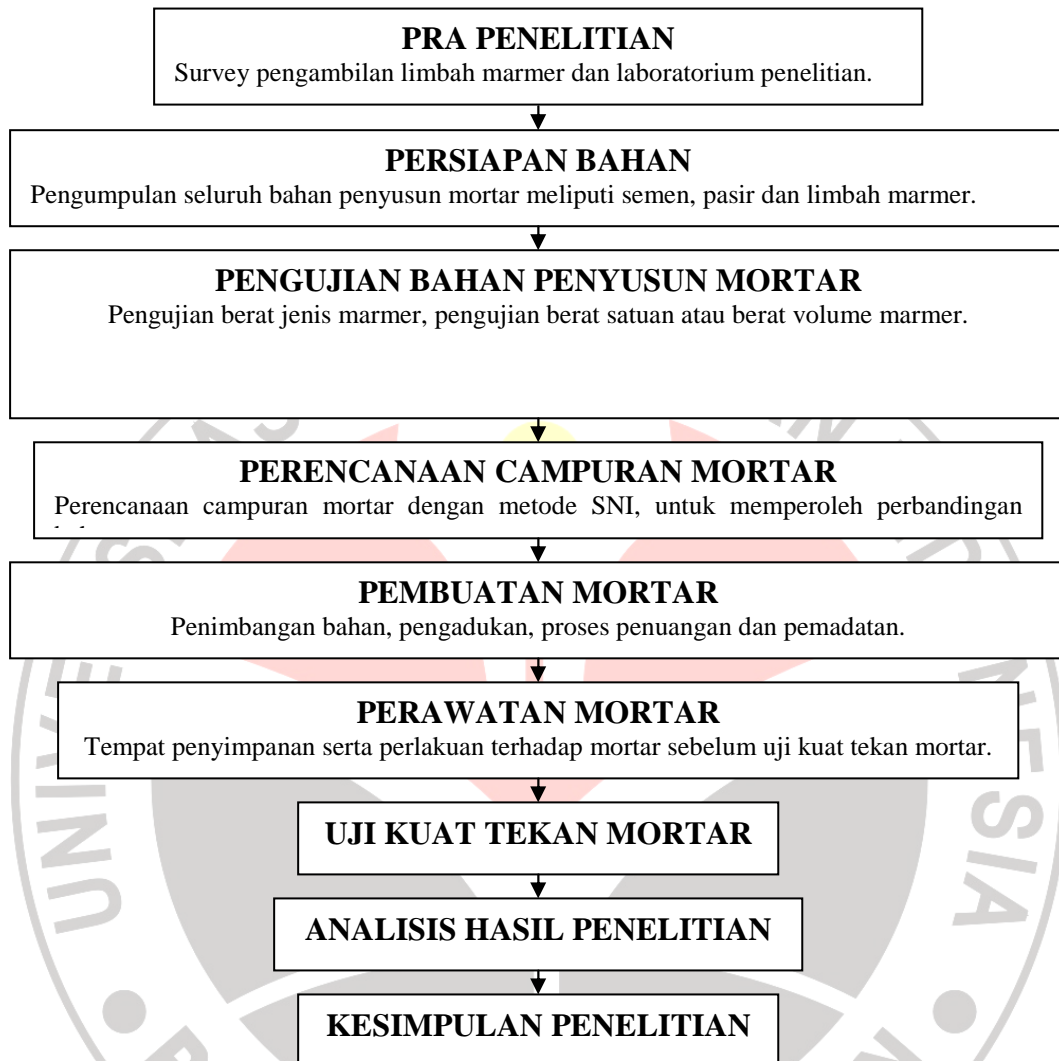 PRA PENELITIAN
Survey pengambilan limbah marmer dan laboratorium penelitian.
PERSIAPAN BAHAN
Pengumpulan seluruh bahan penyusun mortar meliputi semen, pasir dan limbah marmer.
PENGUJIAN BAHAN PENYUSUN MORTAR
Pengujian berat jenis marmer, pengujian berat satuan atau berat volume marmer.
PERENCANAAN CAMPURAN MORTAR
Perencanaan campuran mortar dengan metode SNI, untuk memperoleh perbandingan
PEMBUATAN MORTAR
Penimbangan bahan, pengadukan, proses penuangan dan pemadatan.
PERAWATAN MORTAR
Tempat penyimpanan serta perlakuan terhadap mortar sebelum uji kuat tekan mortar.
UJI KUAT TEKAN MORTAR
ANALISIS HASIL PENELITIAN
KESIMPULAN PENELITIAN